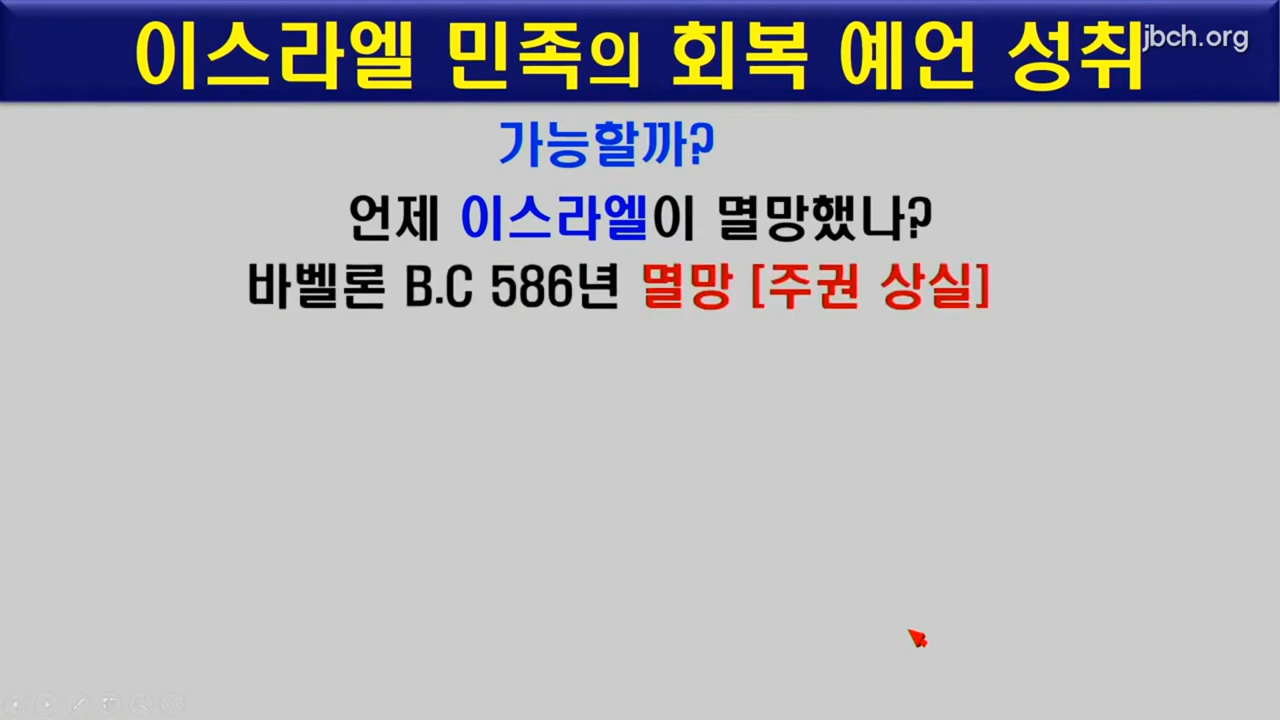 이스라엘 민족의 회복 예언 성취
jbch.org
가능할까?
언제 이스라엘이 멸망했나?
바벨론 B.C 586년 멸망 [주권 상실]